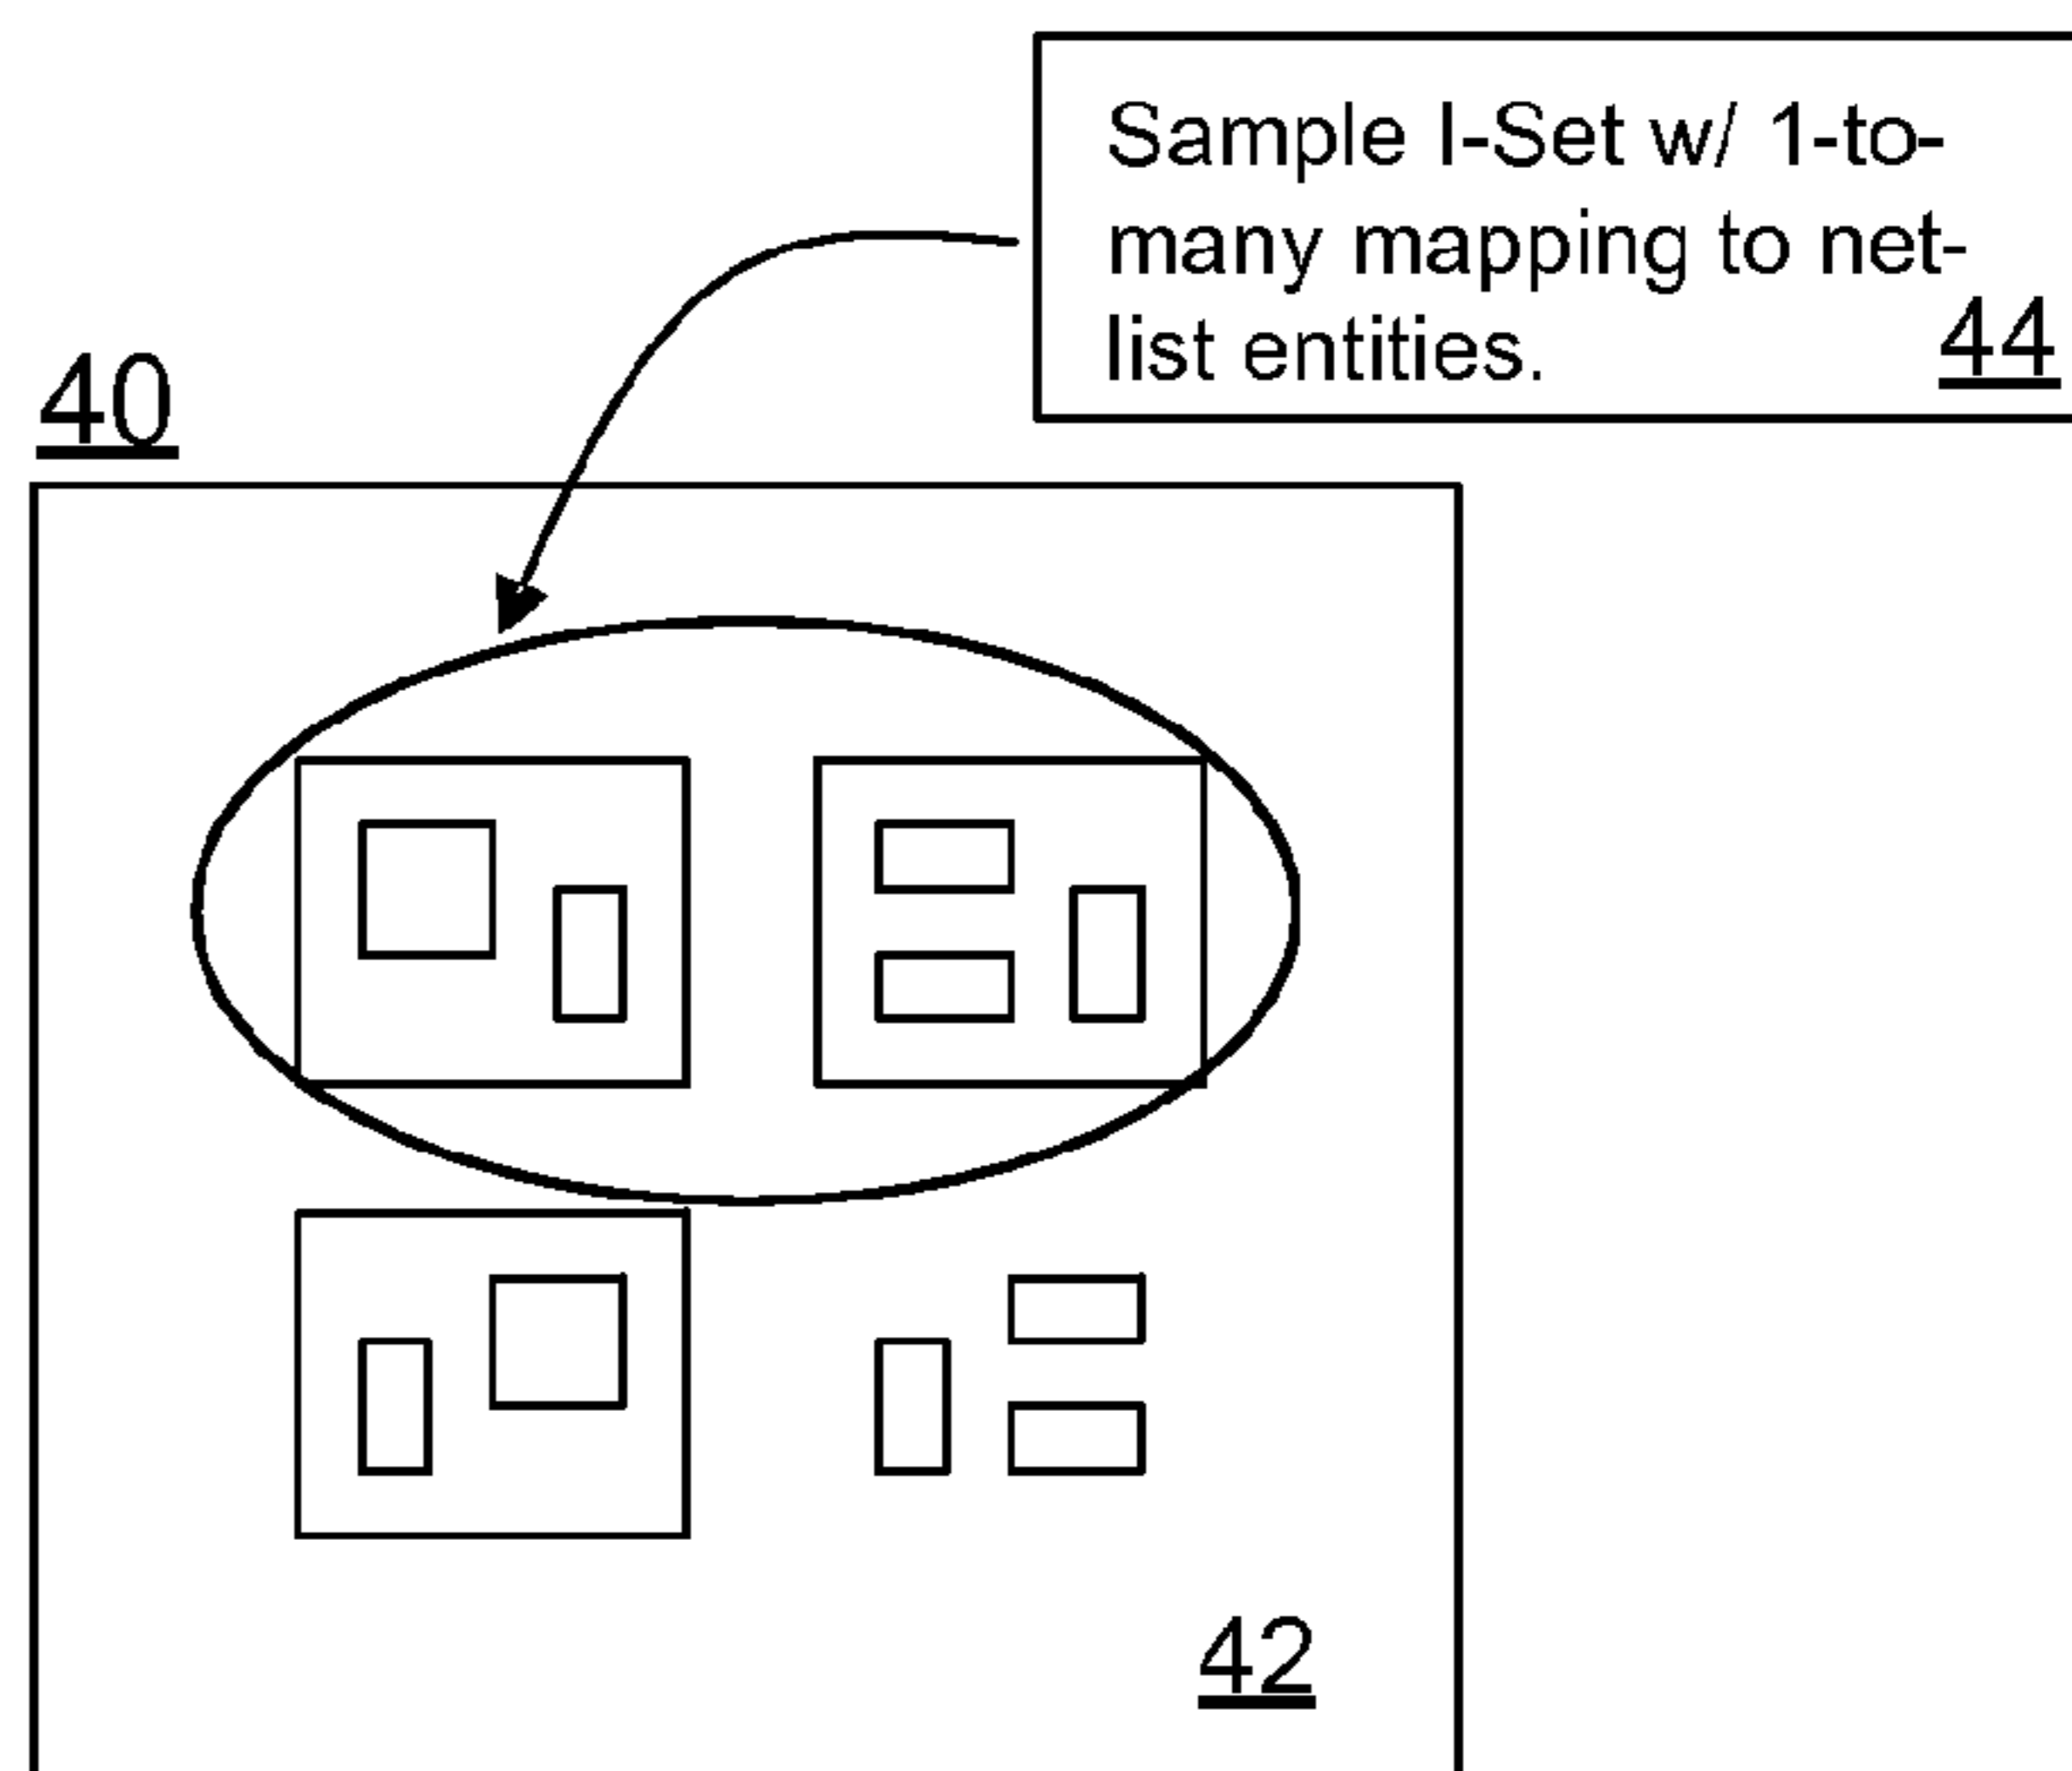 Sample I-Set w/ 1-to-
many mapping to net-
list entities.
44
40
42